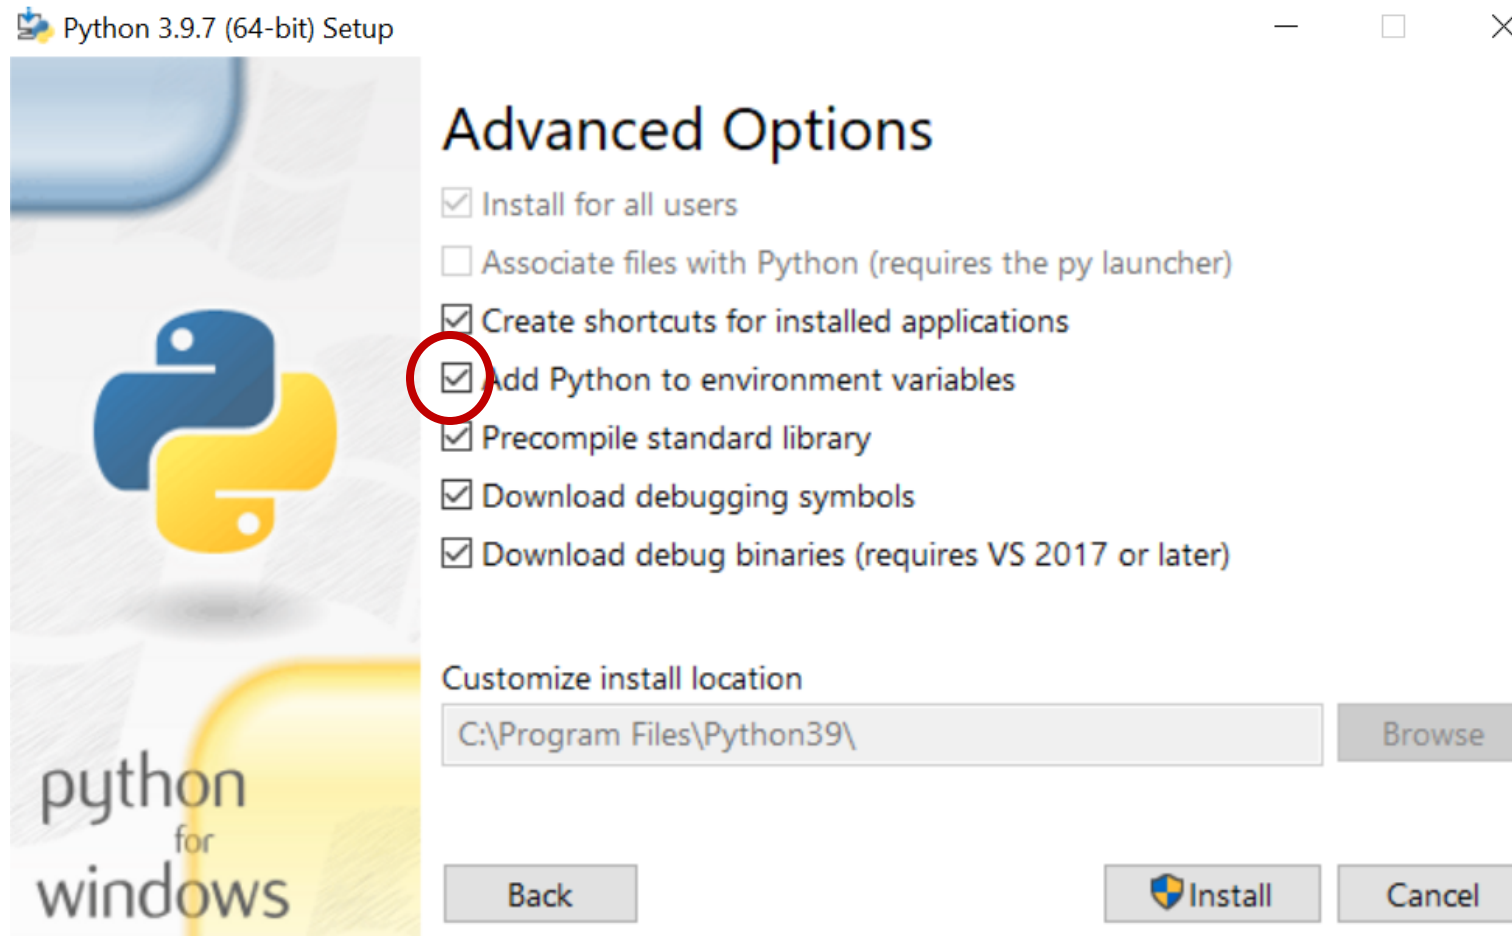 Python 3.9.7 (64-bit) Setup
Advanced Options
Install for all users
Associate files with Python (requires the py launcher)
Create shortcuts for installed applications
Add Python to environment variables
Precompile standard library
Download debugging symbols
Download debug binaries (requires VS 2017 or later)
Customize install location
C:\Program Files\Python39\
Browse
python
for
windows
Back
Install
Cancel